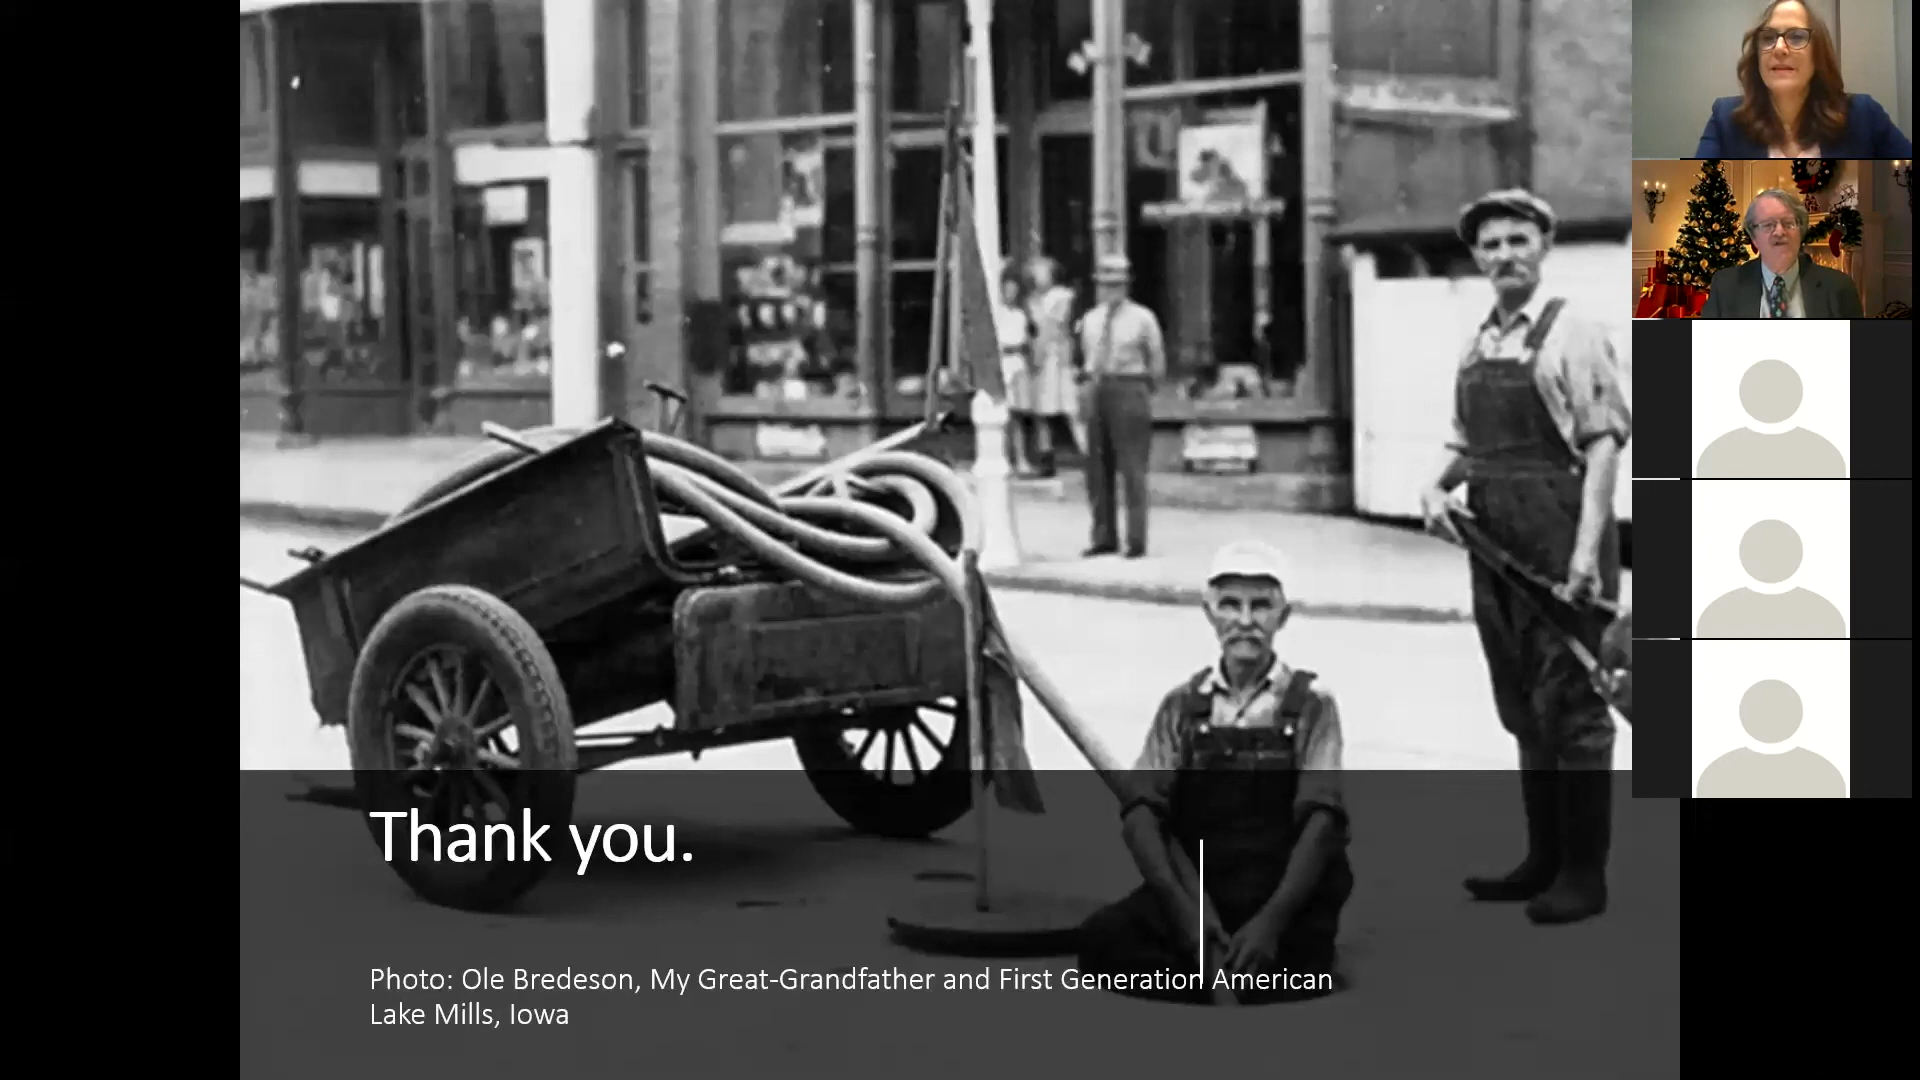 Thank you.
Photo: Ole Bredeson, My Great-Grandfather and First Generation American
Lake Mills, Iowa